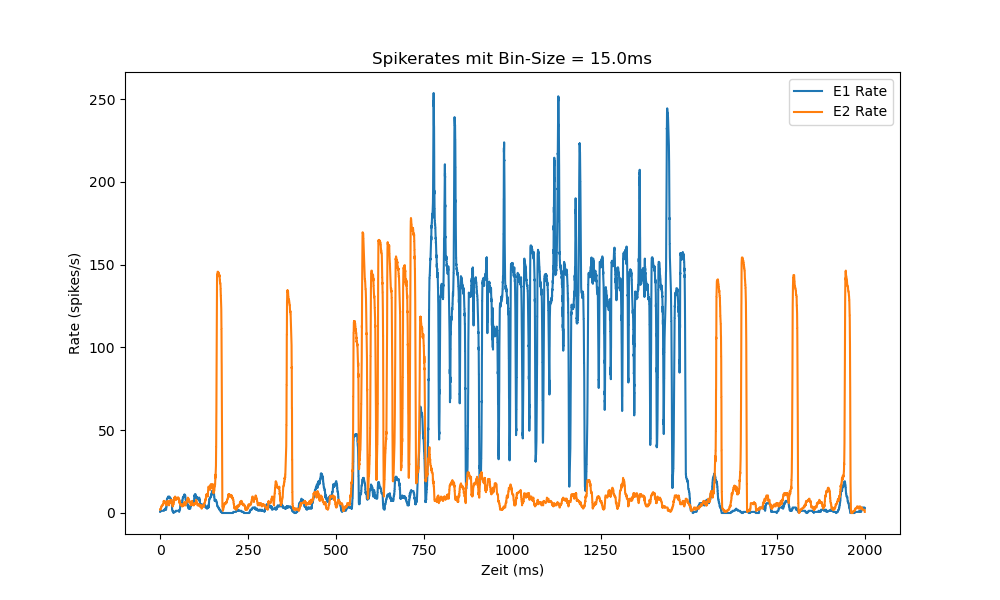 Spikerates mit Bin-Size = 15.0ms
E1 Rate
E2 Rate
250
200
150
100
50
0
Rate (spikes/s)
0 250 500 750 1000 1250 1500 1750 2000
Zeit (ms)